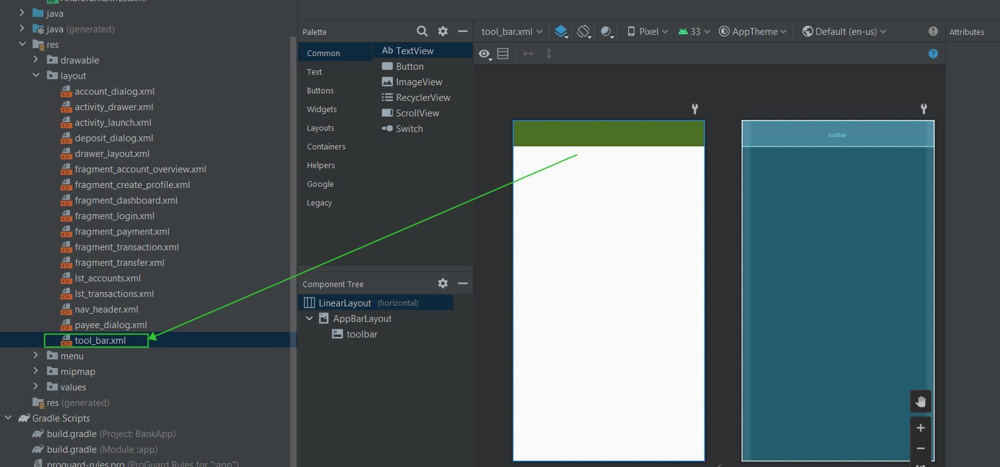 AndroidManifest.xml
java
java (generated)
res
drawable
layout
account_dialog.xml
activity_drawer.xml
activity_launch.xml
deposit_dialog.xml
drawer_layout.xml
fragment_account_overview.xml
fragment_create_profile.xml
fragment_dashboard.xml
fragment_login.xml
fragment_payment.xml
fragment_transaction.xml
fragment_transfer.xml
lst_accounts.xml
lst_transactions.xml
nav_header.xml
payee_dialog.xml
tool_bar.xml
menu
mipmap
values
res (generated)
Gradle Scripts
build.gradle (Project: BankApp)
build.gradle (Module :app)
proguard-rules.pro (ProGuard Rules for ":app")
Palette
Common
Text
Buttons
Widgets
Layouts
Containers
Helpers
Google
Legacy
Ab TextView
Button
ImageView
RecyclerView
ScrollView
Switch
Component Tree
LinearLayout (horizontal)
AppBarLayout
toolbar
tool_bar.xml
Pixel
33
AppTheme
Default (en-us)
Attributes
toolbar